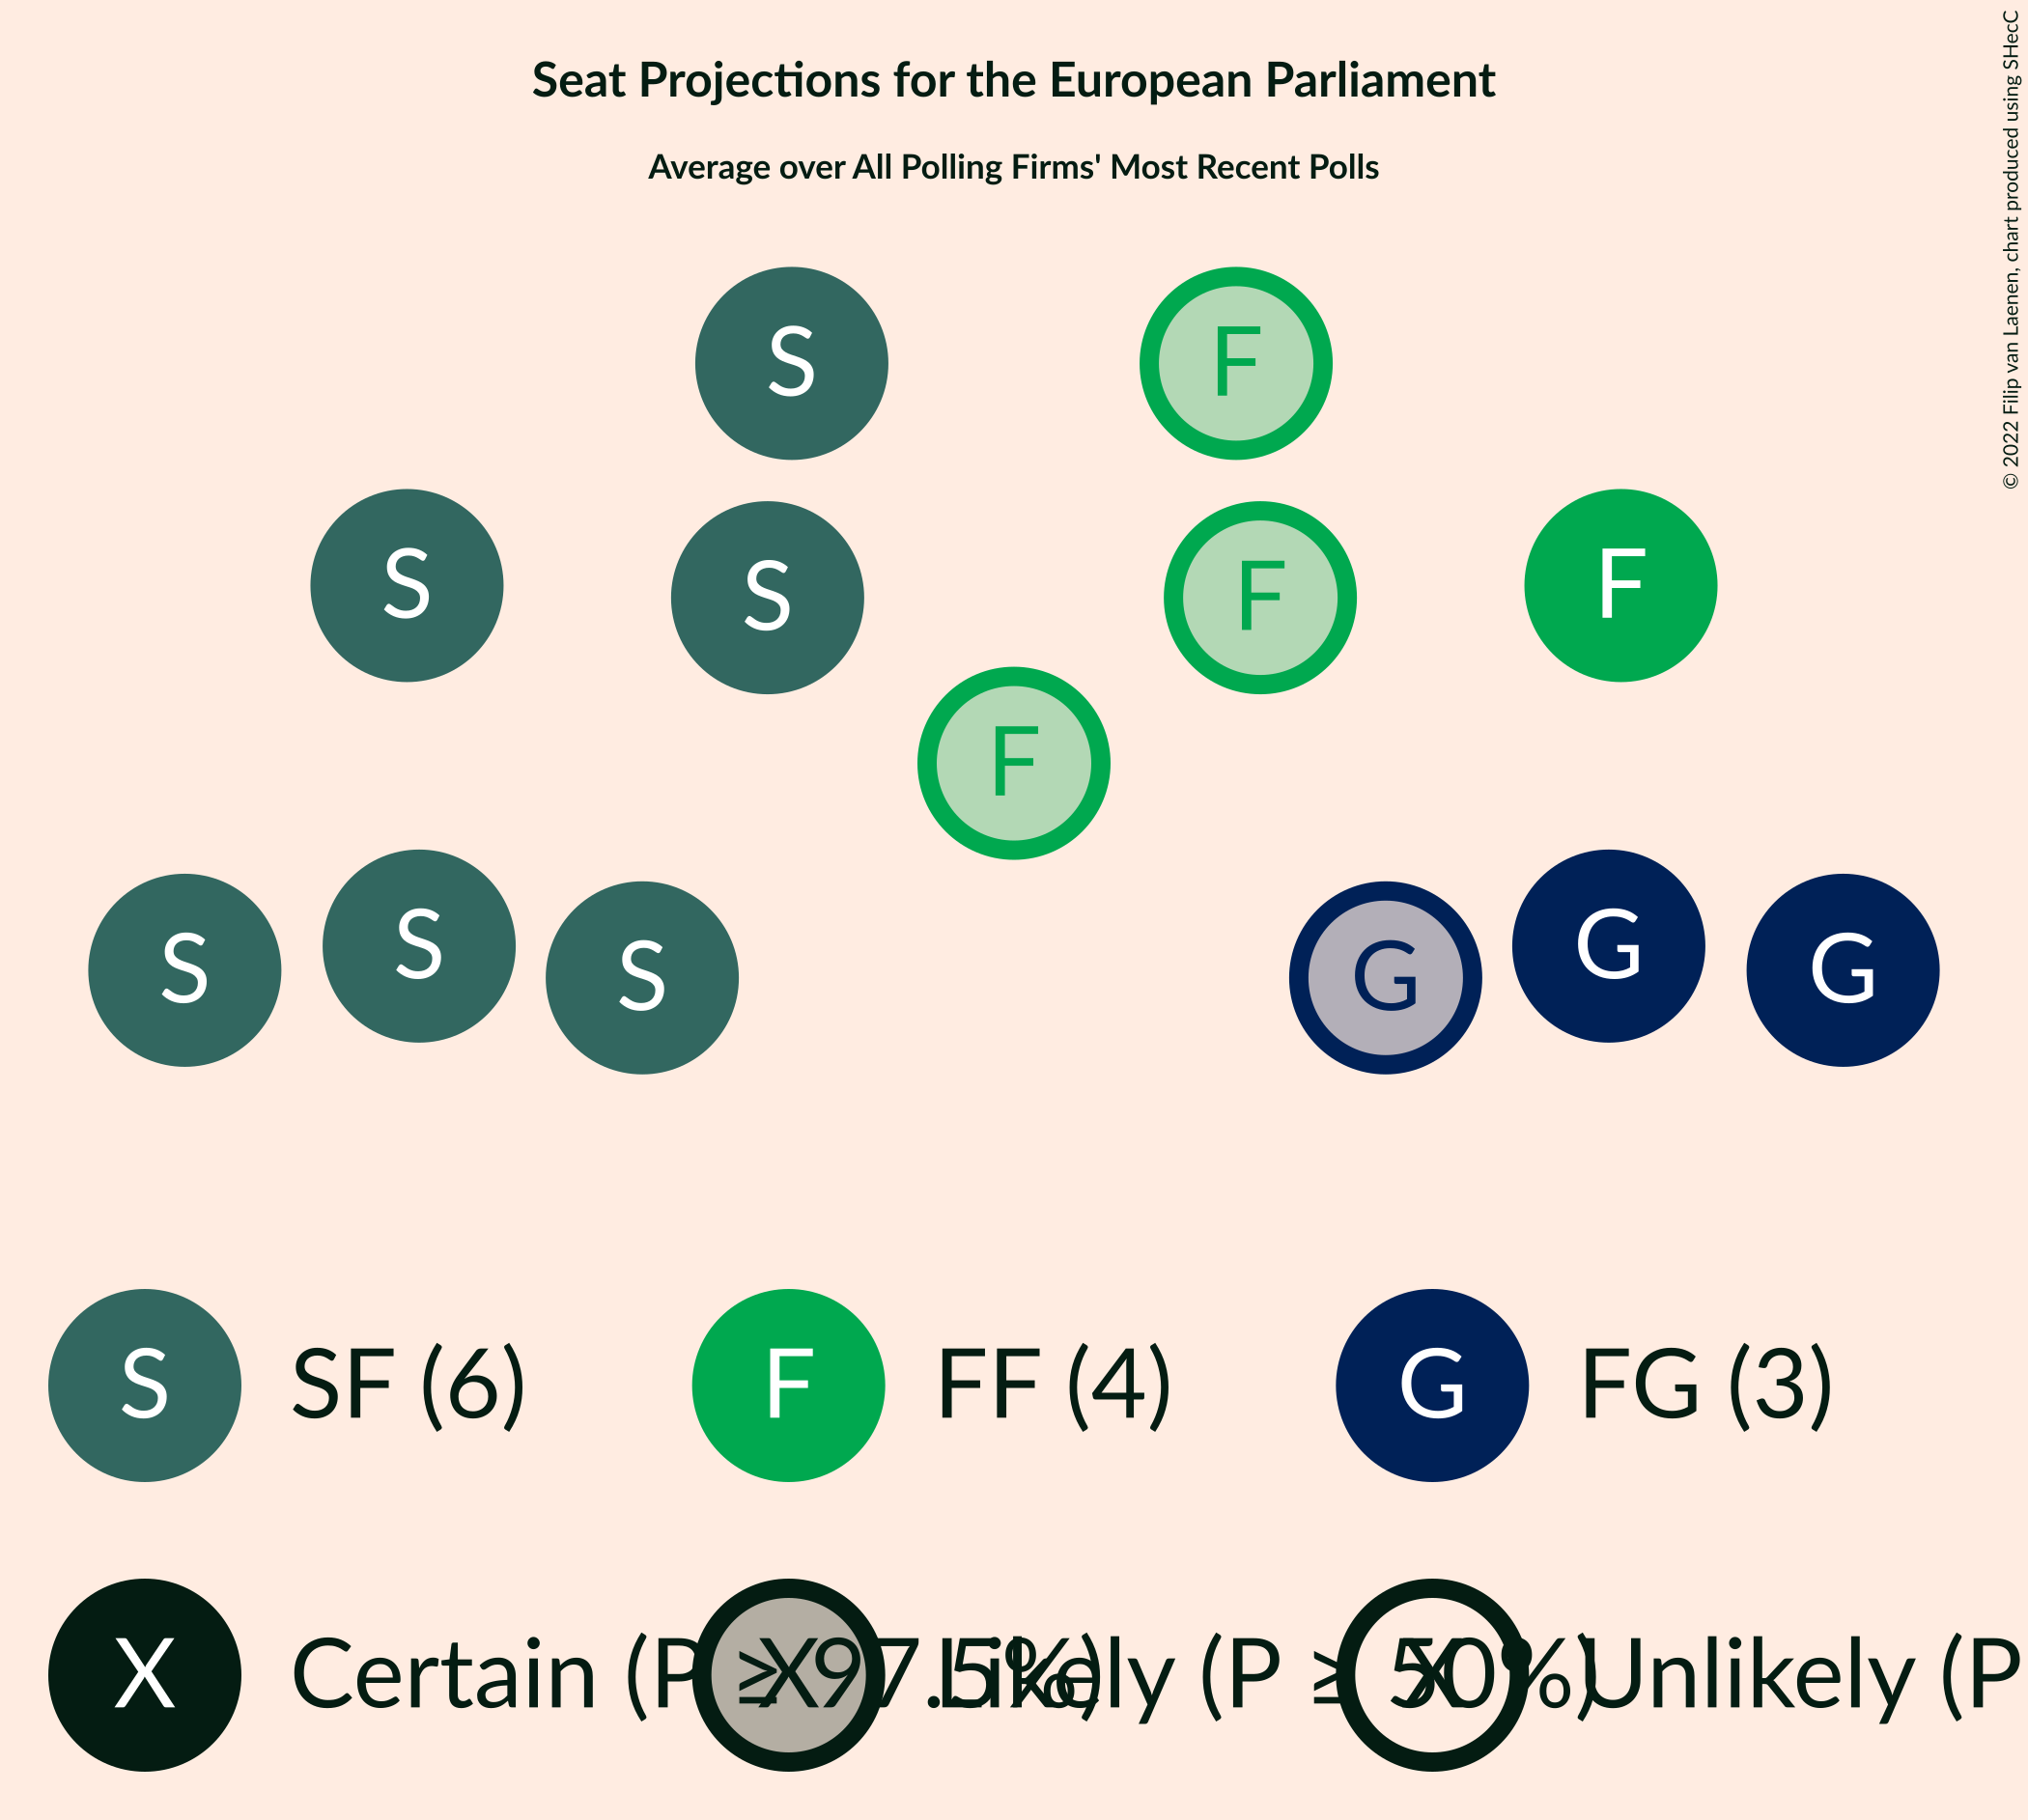 Seat Projections for the European Parliament
Average over All Polling Firms' Most Recent Polls
© 2022 Filip van Laenen, chart produced using SHecC
S F
S S F F
F
S S S G G G
S SF (6) F FF (4) G FG (3)
X Certain (P ≥ 97.5%) X Likely (P ≥ 50%) X Unlikely (P